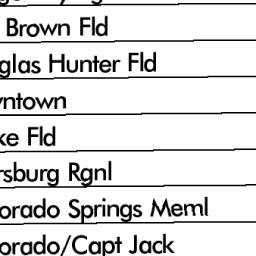 Brown Fld
glas Hunter Fld
ntown
ke Fld
rsburg Rgnl
orado Springs Meml
orado/Capt Jack